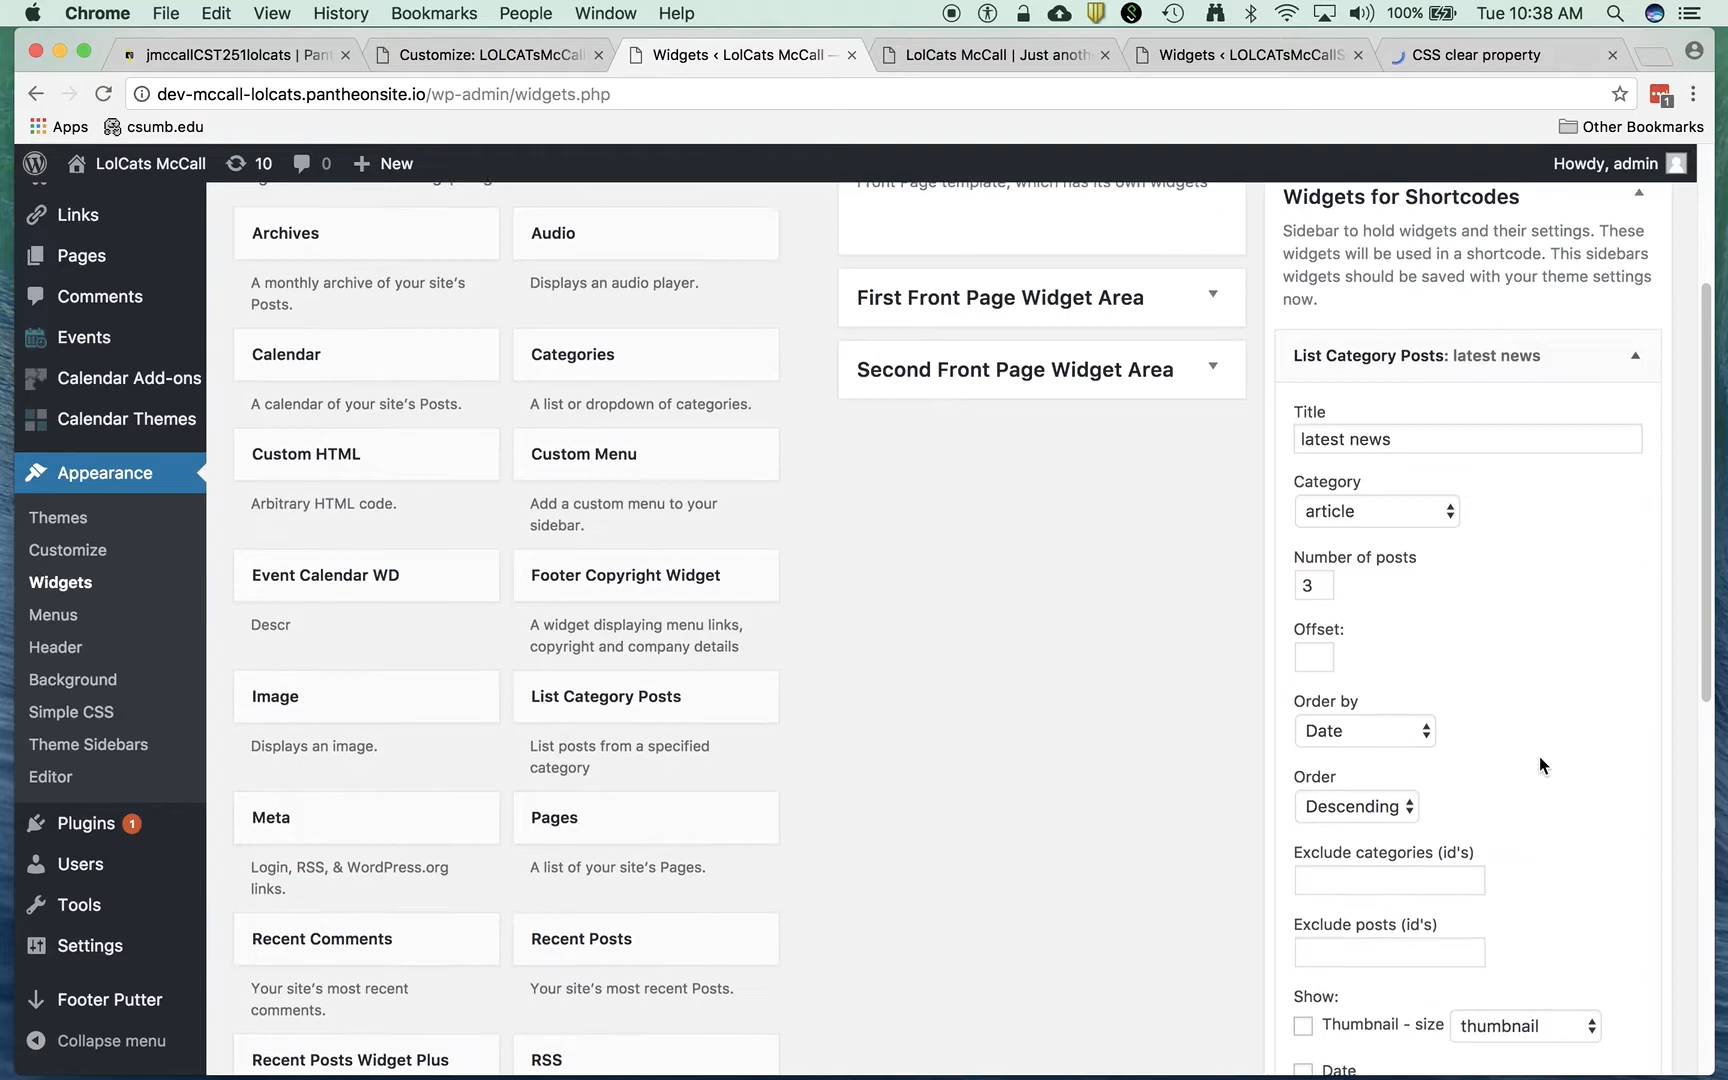 Chrome File Edit View History Bookmarks People Window Help 100% Tue 10:38 AM
jmccallCST251lolcats | Pant
Customize: LOLCATsMcCall
Widgets ‹ LolCats McCall —
LolCats McCall | Just anoth
Widgets ‹ LOLCATsMcCallS
CSS clear property
dev-mccall-lolcats.pantheonsite.io/wp-admin/widgets.php
1
Apps csumb.edu Other Bookmarks
LolCats McCall 10 0 New Howdy, admin
Links
Pages
Comments
Events
Calendar Add-ons
Calendar Themes
Appearance
Themes
Customize
Widgets
Menus
Header
Background
Simple CSS
Theme Sidebars
Editor
Plugins 1
Users
Tools
Settings
Footer Putter
Collapse menu
Archives
A monthly archive of your site's
Posts.
Audio
Displays an audio player.
Calendar
A calendar of your site's Posts.
Categories
A list or dropdown of categories.
Custom HTML
Arbitrary HTML code.
Custom Menu
Add a custom menu to your
sidebar.
Event Calendar WD
Descr
Footer Copyright Widget
A widget displaying menu links,
copyright and company details
Image
Displays an image.
List Category Posts
List posts from a specified
category
Meta
Login, RSS, & WordPress.org
links.
Pages
A list of your site's Pages.
Recent Comments
Your site's most recent
comments.
Recent Posts
Your site's most recent Posts.
Recent Posts Widget Plus
RSS
Front Page template, which has its own widgets
First Front Page Widget Area
Second Front Page Widget Area
Widgets for Shortcodes
Sidebar to hold widgets and their settings. These
widgets will be used in a shortcode. This sidebars
widgets should be saved with your theme settings
now.
List Category Posts: latest news
Title
latest news
Category
article
Number of posts
3
Offset:
Order by
Date
Order
Descending
Exclude categories (id's)
Exclude posts (id's)
Show:
Thumbnail - size thumbnail
Date